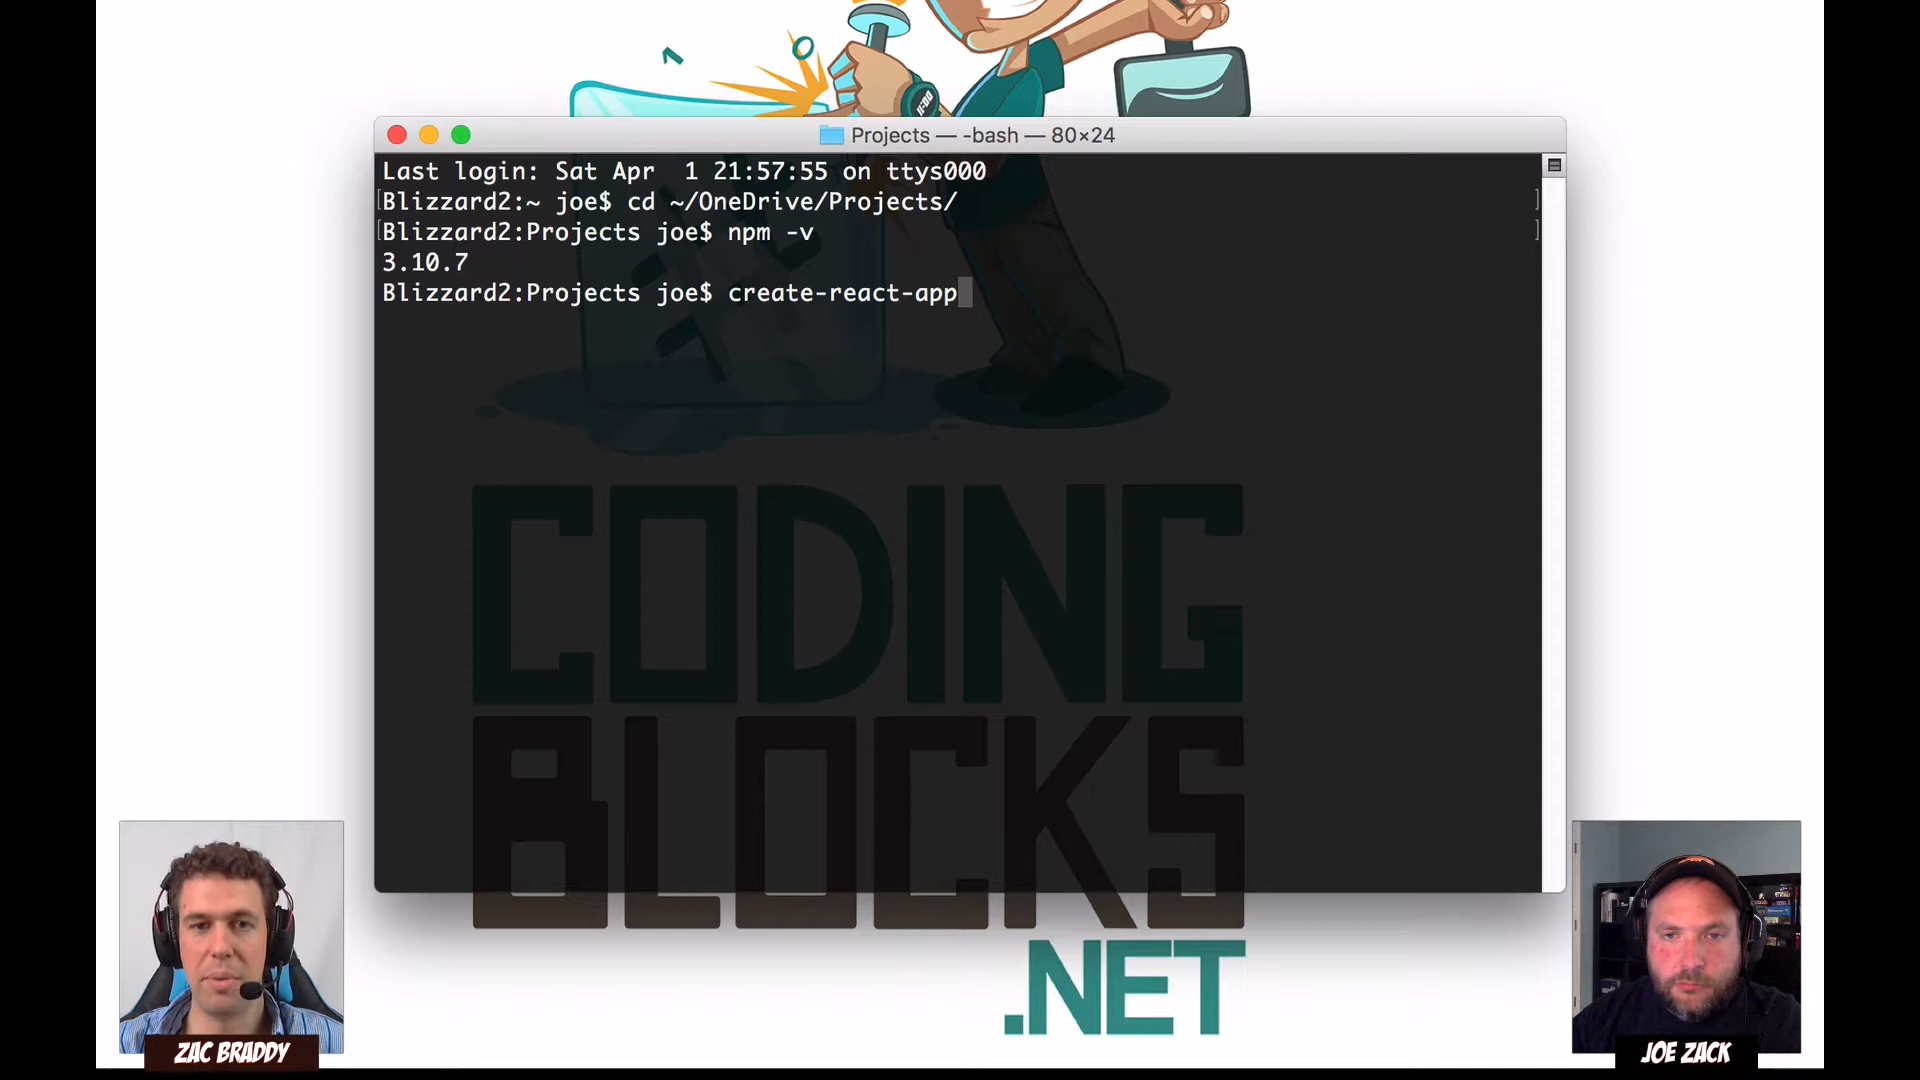 Projects — -bash — 80×24
Last login: Sat Apr  1 21:57:55 on ttys000
Blizzard2:~ joe$ cd ~/OneDrive/Projects/
Blizzard2:Projects joe$ npm -v
3.10.7
Blizzard2:Projects joe$ create-react-app
CODING
BLOCKS
.NET
ZAC BRADDY
JOE ZACK